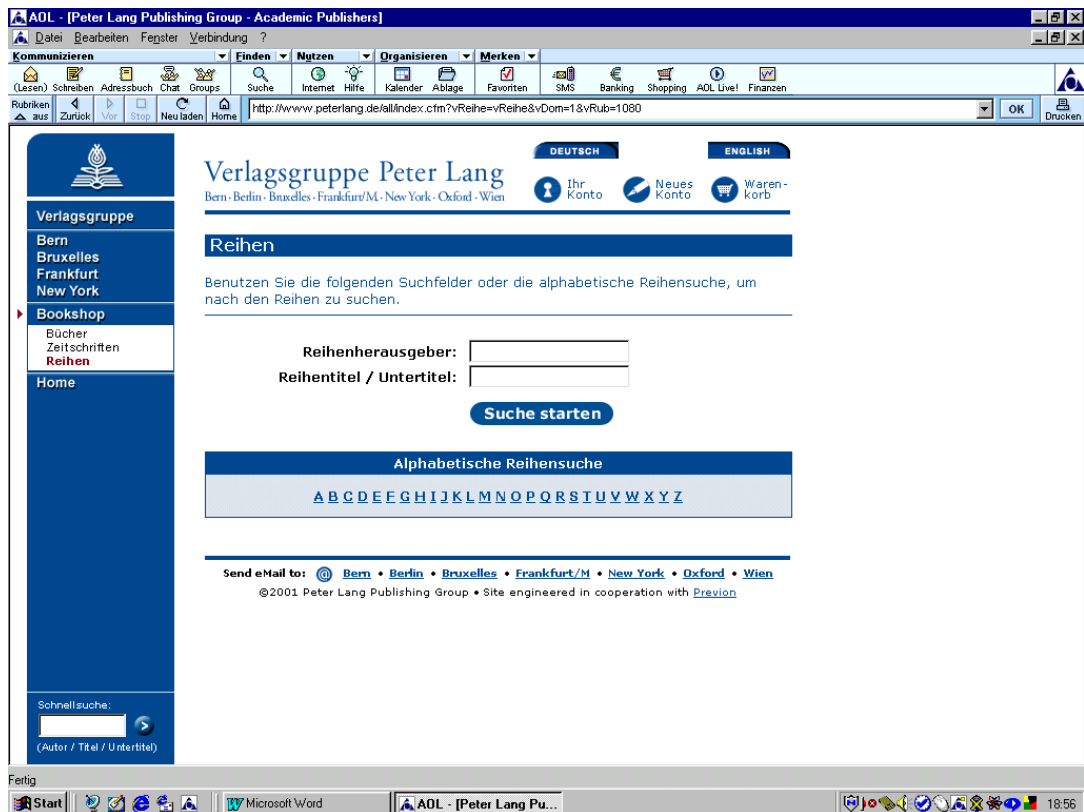 AOL - [Peter Lang Publishing Group - Academic Publishers]
Datei Bearbeiten Fenster Verbindung ?
Kommunizieren Finden Nutzen Organisieren Merken
(Lesen) Schreiben Adressbuch Chat Groups Suche Internet Hilfe Kalender Ablage Favoriten SMS Banking Shopping AOL Live! Finanzen
Rubriken aus Zurück Vor Stop Neu laden Home http://www.peterlang.de/all/index.cfm?vReihe=vReihe&vDom=1&vRub=1080 OK Drucken
DEUTSCH ENGLISH
Verlagsgruppe Peter Lang
Bern · Berlin · Bruxelles · Frankfurt/M. · New York · Oxford · Wien
Ihr Konto
Neues Konto
Waren-
korb
Verlagsgruppe
Bern
Bruxelles
Frankfurt
New York
Bookshop
Bücher
Zeitschriften
Reihen
Home
Reihen
Benutzen Sie die folgenden Suchfelder oder die alphabetische Reihensuche, um
nach den Reihen zu suchen.
Reihenherausgeber:
Reihentitel / Untertitel:
Suche starten
Alphabetische Reihensuche
A B C D E F G H I J K L M N O P Q R S T U V W X Y Z
Send eMail to: @ Bern • Berlin • Bruxelles • Frankfurt/M • New York • Oxford • Wien
©2001 Peter Lang Publishing Group • Site engineered in cooperation with Previon
Schnellsuche:
(Autor / Titel / Untertitel)
Fertig
Start Microsoft Word AOL - [Peter Lang Pu... 18:56